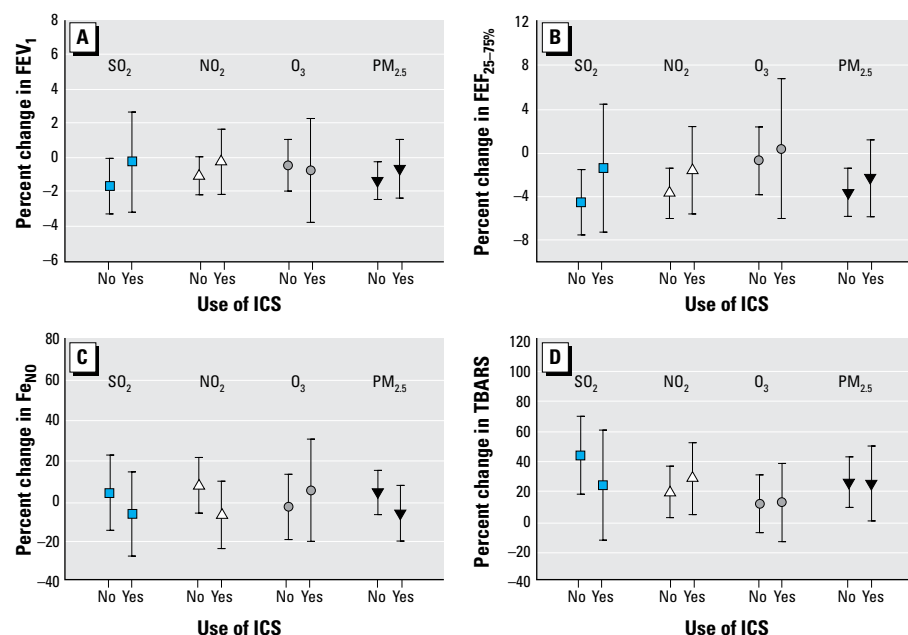 A
Percent change in FEV1
8
6
4
2
0
−2
−4
−6
SO2 NO2 O3 PM2.5
No Yes No Yes No Yes No Yes
Use of ICS
B
Percent change in FEF25–75%
12
8
4
0
−4
−8
SO2 NO2 O3 PM2.5
No Yes No Yes No Yes No Yes
Use of ICS
C
Percent change in FeNO
80
60
40
20
0
−20
−40
SO2 NO2 O3 PM2.5
No Yes No Yes No Yes No Yes
Use of ICS
D
Percent change in TBARS
120
100
80
60
40
20
0
−20
−40
SO2 NO2 O3 PM2.5
No Yes No Yes No Yes No Yes
Use of ICS